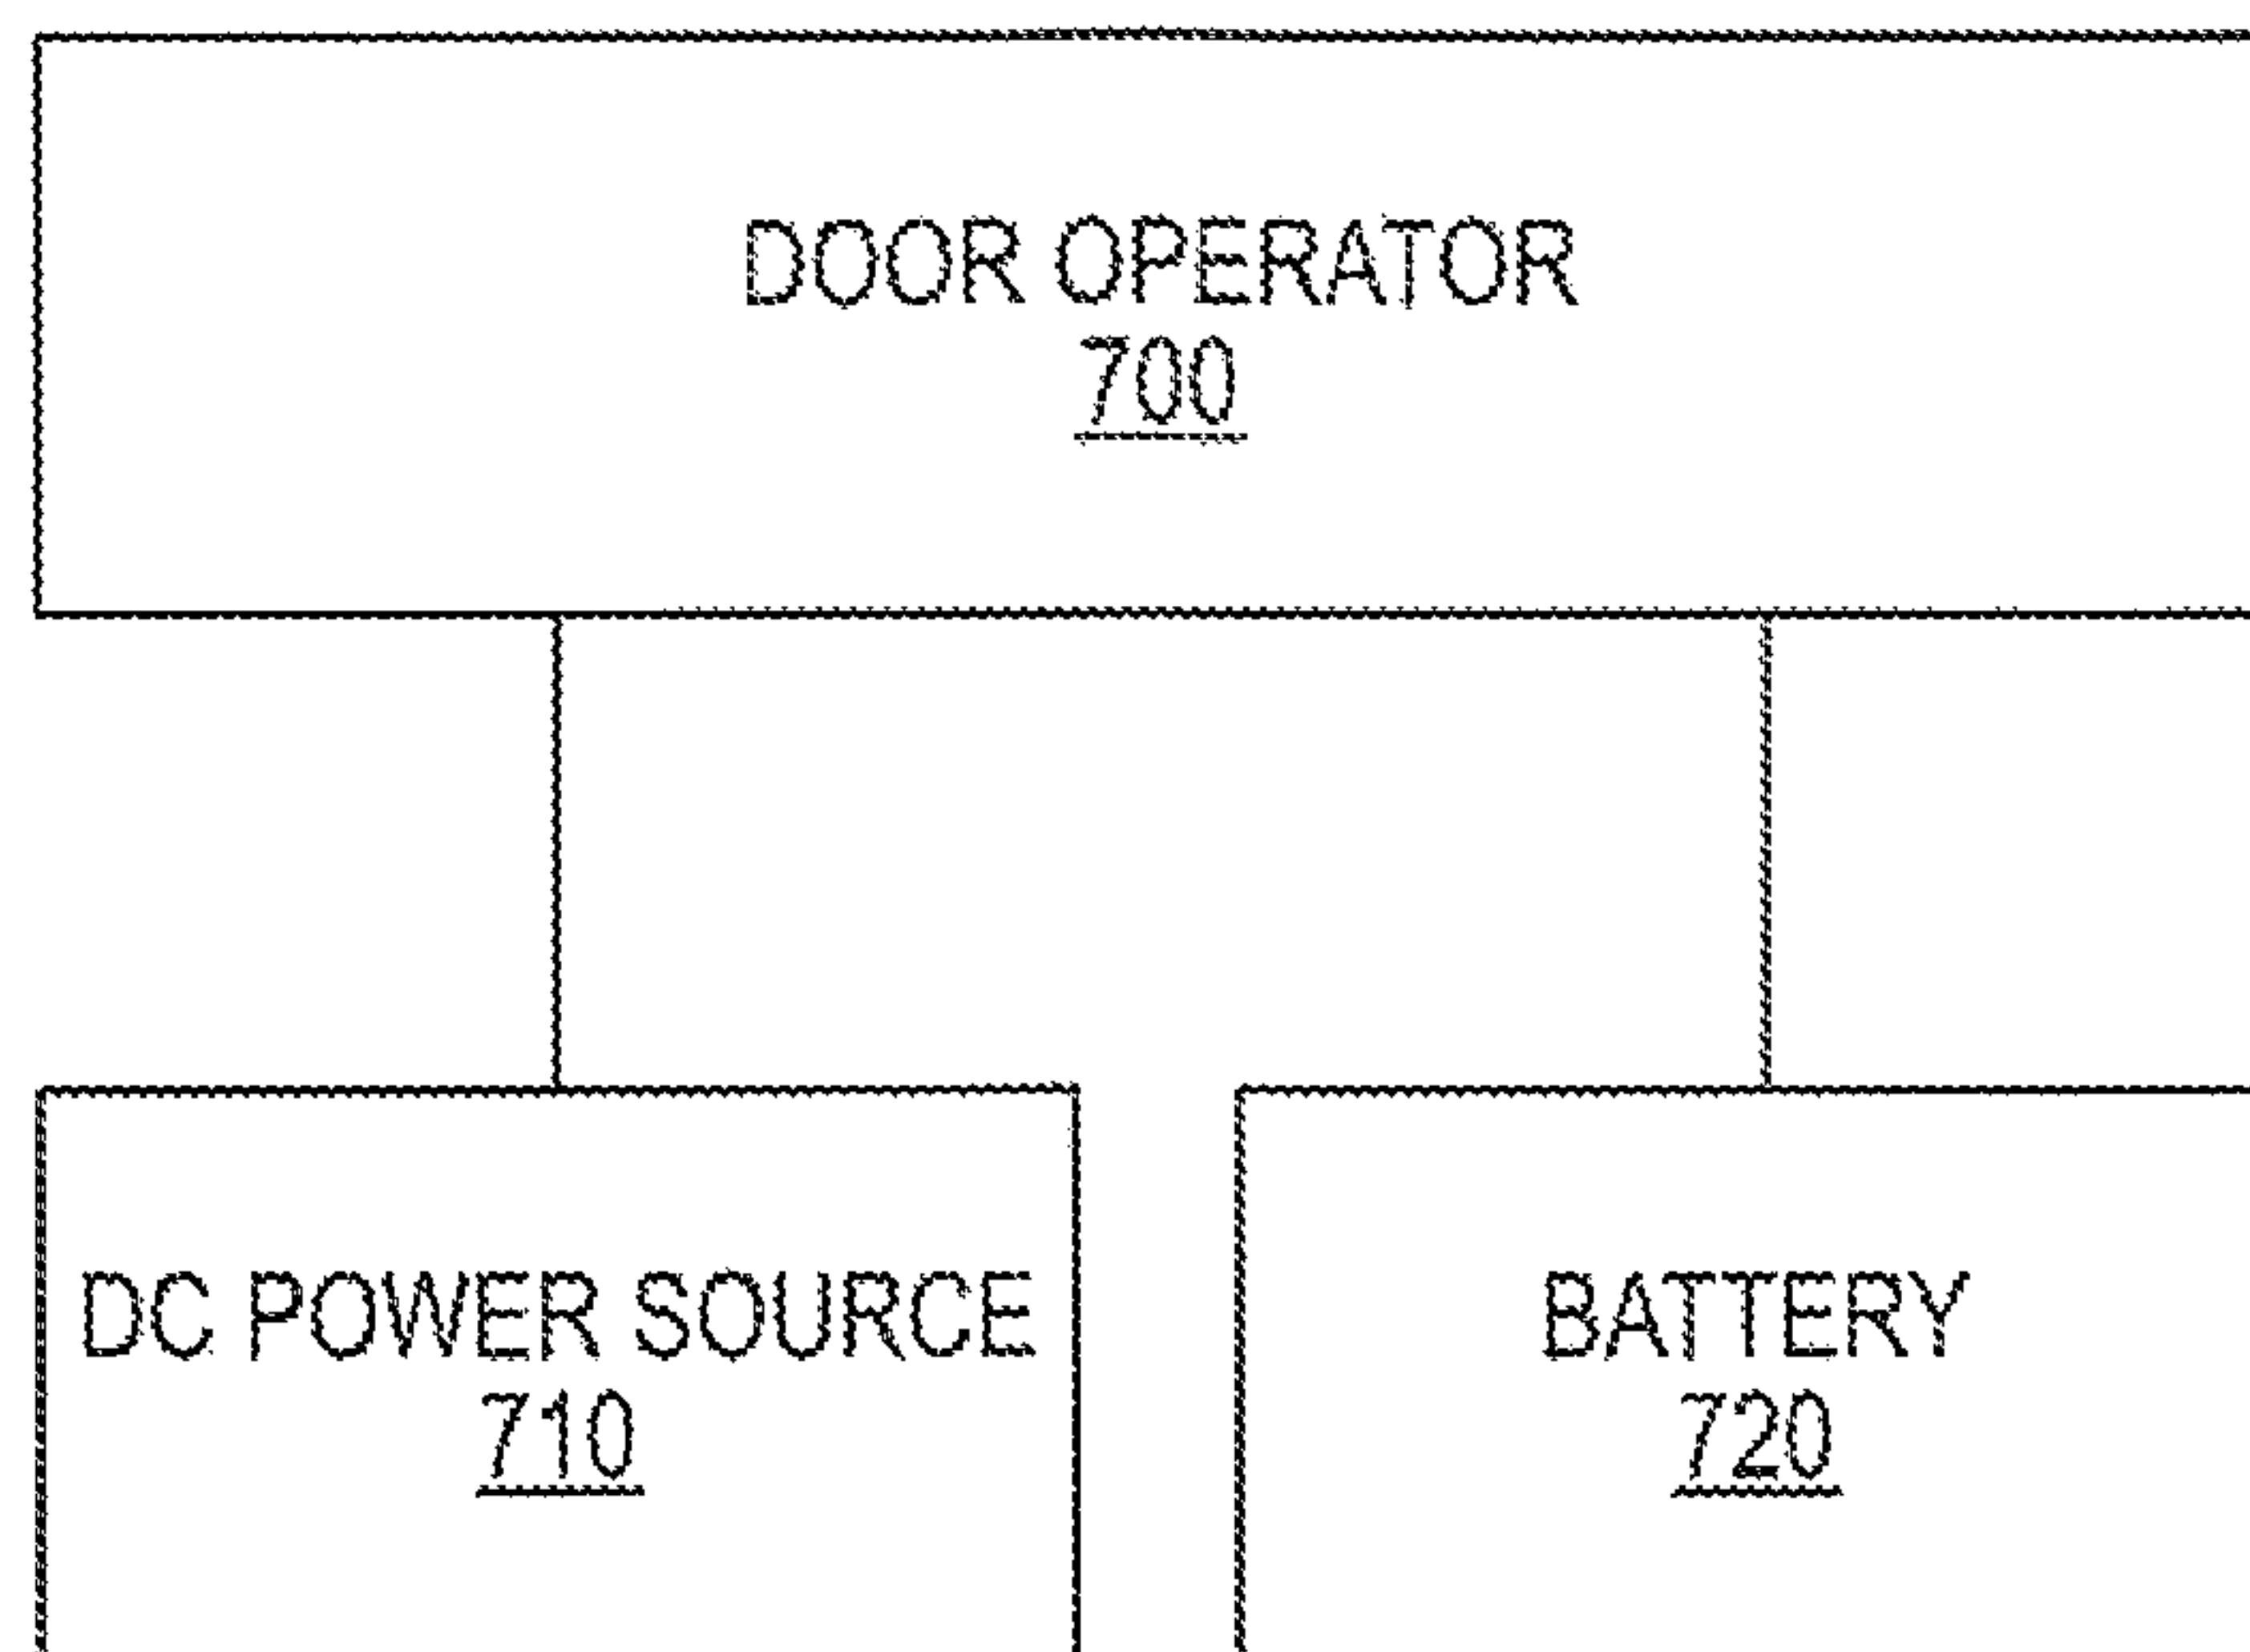 DOOR OPERATOR
700
DC POWER SOURCE
710
BATTERY
720